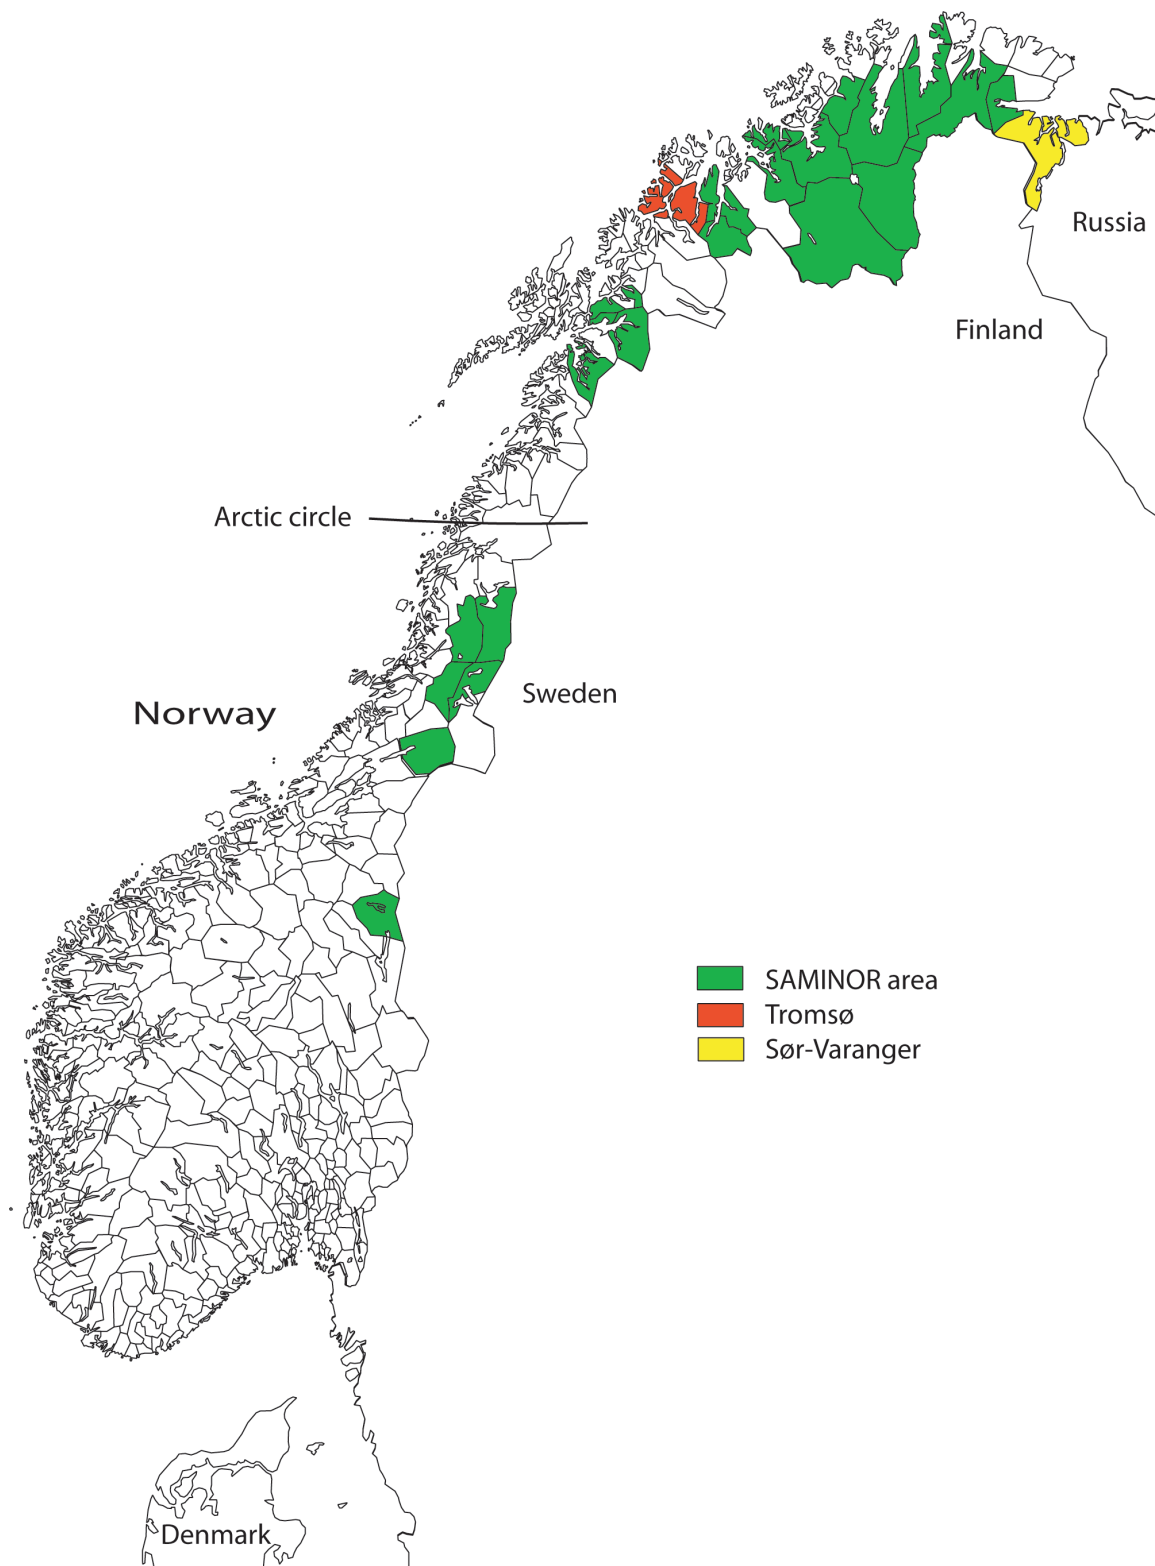 Russia
Finland
Arctic circle
Sweden
Norway
SAMINOR area
Tromsø
Sør-Varanger
Denmark